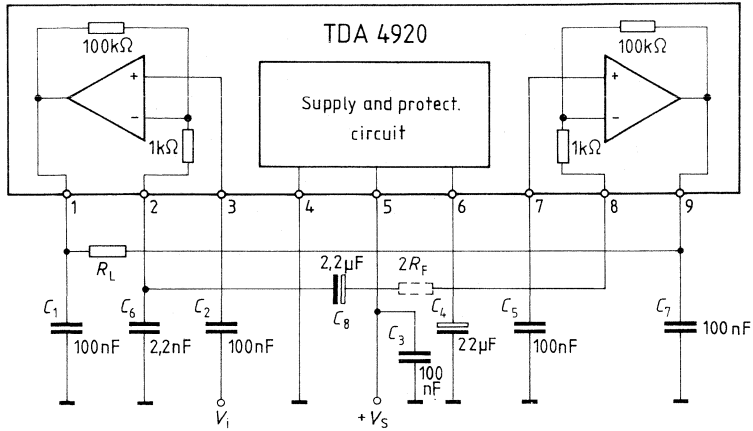 TDA 4920
100kΩ
100kΩ
+
+
Supply and protect.
circuit
−
−
1kΩ
1kΩ
1 2 3 4 5 6 7 8 9
R_L
2,2µF
2R_F
C_8
C_1
100nF
C_6
2,2nF
C_2
100nF
C_3
100
nF
C_4
22µF
C_5
100nF
C_7
100nF
V_i
+V_S